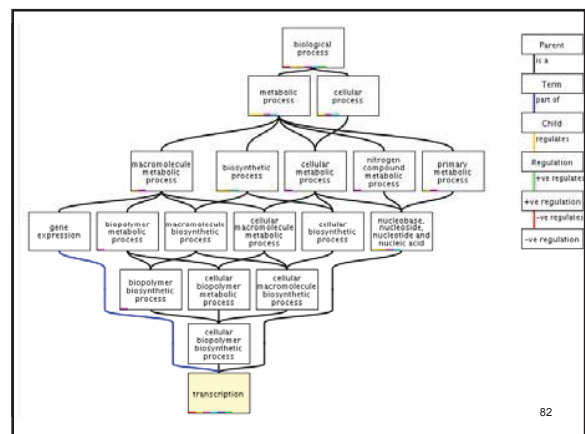 biological
process
metabolic
process
cellular
process
macromolecule
metabolic
process
biosynthetic
process
cellular
metabolic
process
nitrogen
compound
metabolic
process
primary
metabolic
process
gene
expression
biopolymer
metabolic
process
macromolecule
biosynthetic
process
cellular
macromolecule
metabolic
process
cellular
biosynthetic
process
nucleobase,
nucleoside,
nucleotide and
nucleic acid
biopolymer
biosynthetic
process
cellular
biopolymer
metabolic
process
cellular
macromolecule
biosynthetic
process
cellular
biopolymer
biosynthetic
process
transcription
Parent
is a
Term
part of
Child
regulates
Regulation
+ve regulates
+ve regulation
-ve regulates
-ve regulation
82